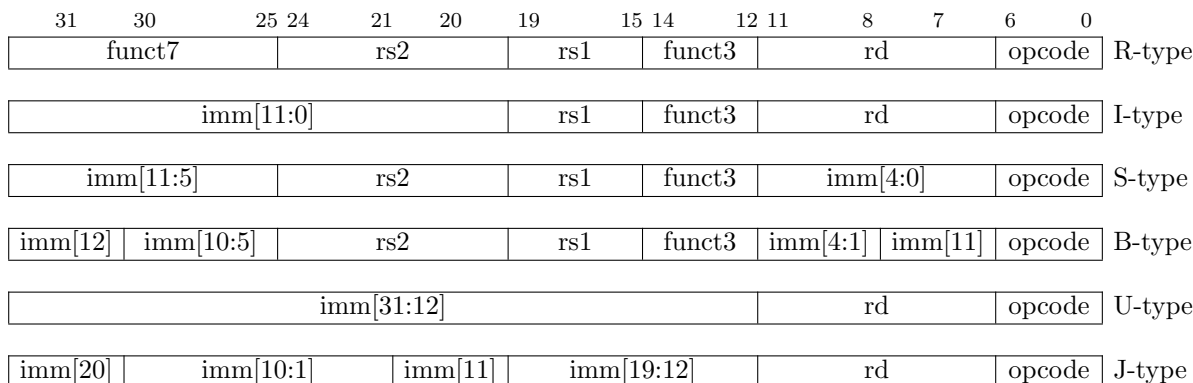 31 30 25 24 21 20 19 15 14 12 11 8 7 6 0
funct7 rs2 rs1 funct3 rd opcode R-type
imm[11:0] rs1 funct3 rd opcode I-type
imm[11:5] rs2 rs1 funct3 imm[4:0] opcode S-type
imm[12] imm[10:5] rs2 rs1 funct3 imm[4:1] imm[11] opcode B-type
imm[31:12] rd opcode U-type
imm[20] imm[10:1] imm[11] imm[19:12] rd opcode J-type